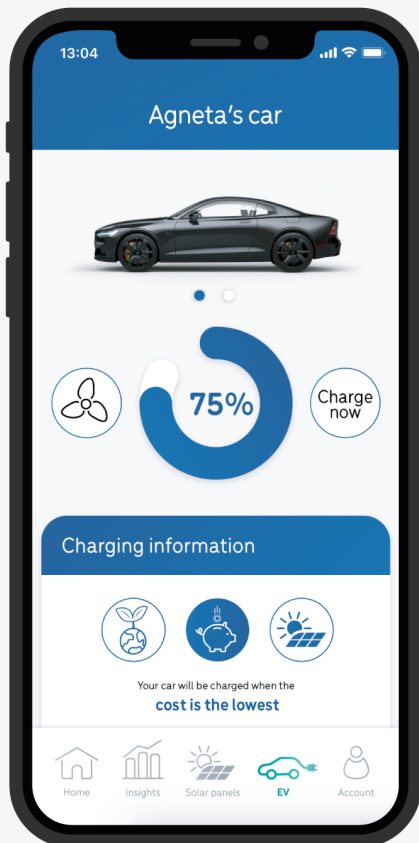 13:04
Agneta's car
75%
Charge
now
Charging information
Your car will be charged when the
cost is the lowest
Home
Insights
Solar panels
EV
Account